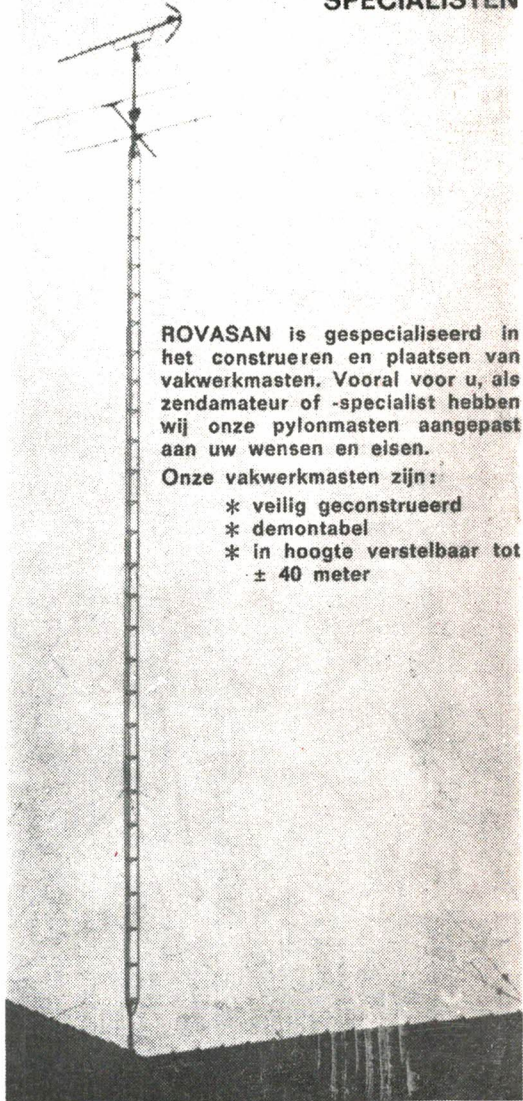 SPECIALISTEN
ROVASAN is gespecialiseerd in
het construeren en plaatsen van
vakwerkmasten. Vooral voor u, als
zendamateur of -specialist hebben
wij onze pylonmasten aangepast
aan uw wensen en eisen.
Onze vakwerkmasten zijn:
* veilig geconstrueerd
* demontabel
* in hoogte verstelbaar tot
± 40 meter